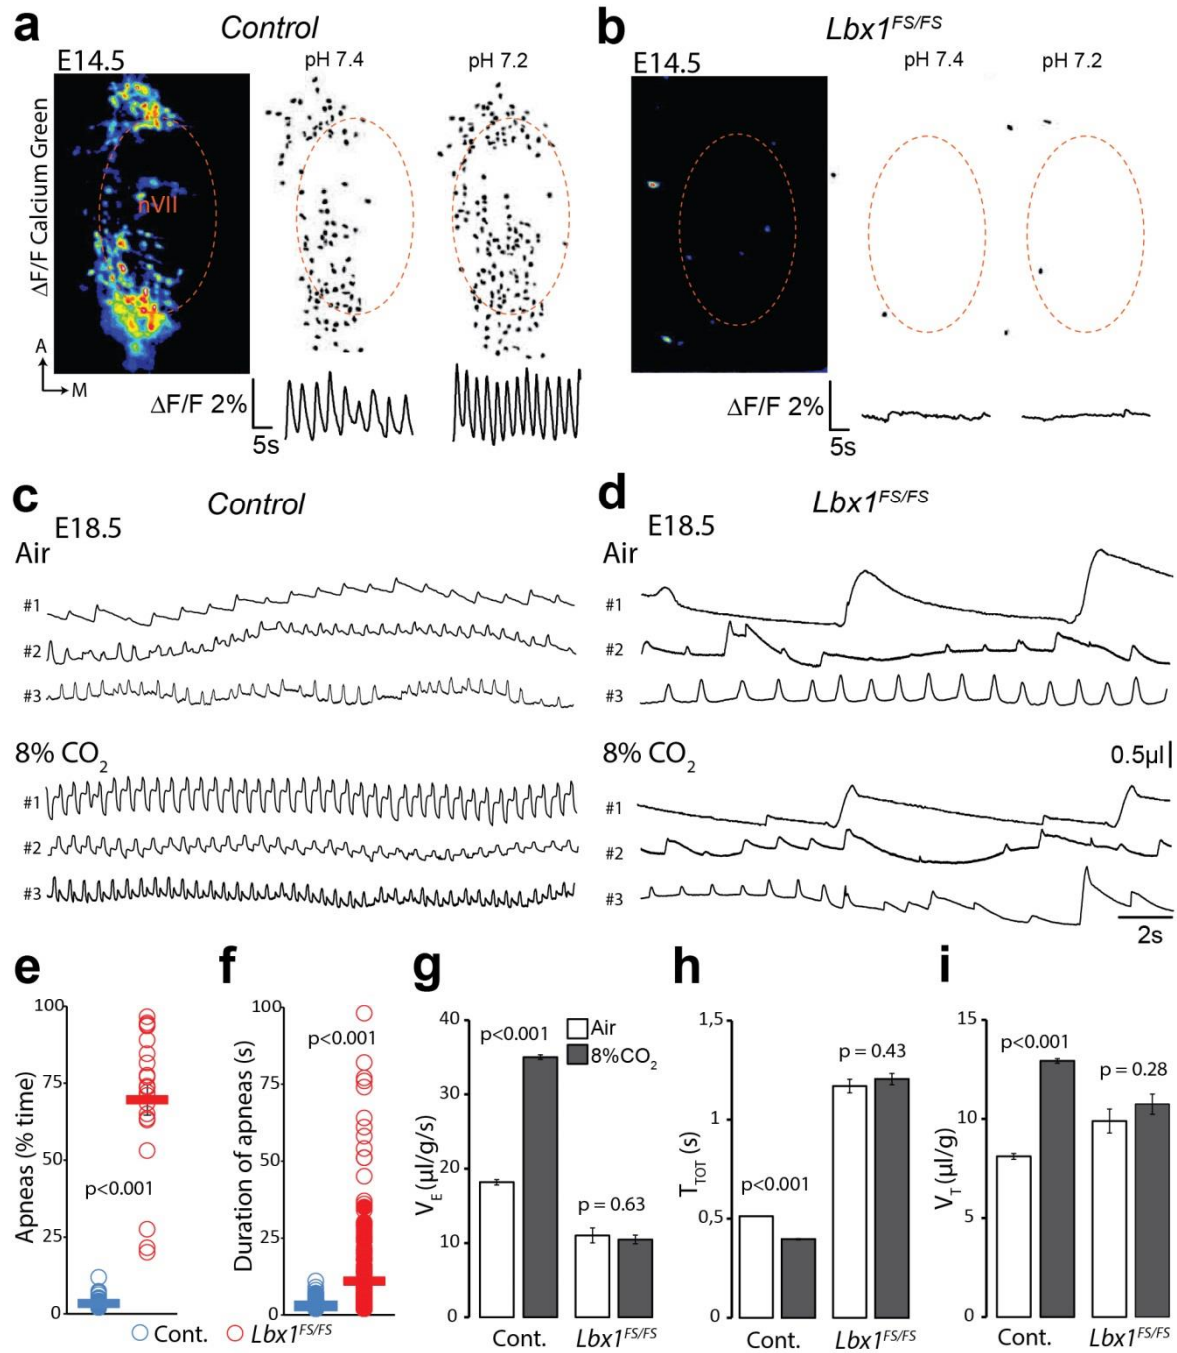 a Control
E14.5 pH 7.4 pH 7.2
ΔF/F Calcium Green
nVII
A
M
ΔF/F 2%
5s
b Lbx1FS/FS
E14.5 pH 7.4 pH 7.2
ΔF/F 2%
5s
c Control
E18.5
Air
#1
#2
#3
8% CO2
#1
#2
#3
d Lbx1FS/FS
E18.5
#1
#2
#3
8% CO2 0.5µl
#1
#2
#3
2s
e
Apneas (% time)
100
75
50
25
0
p<0.001
f
Duration of apneas (s)
100
75
50
25
0
p<0.001
Cont. Lbx1FS/FS
g
VE (µl/g/s)
40
30
20
10
0
p<0.001
Air
8%CO2
p = 0.63
Cont. Lbx1FS/FS
h
TTOT (s)
1,5
1
0,5
0
p<0.001
p = 0.43
Cont. Lbx1FS/FS
i
VT (µl/g)
15
10
5
0
p<0.001
p = 0.28
Cont. Lbx1FS/FS